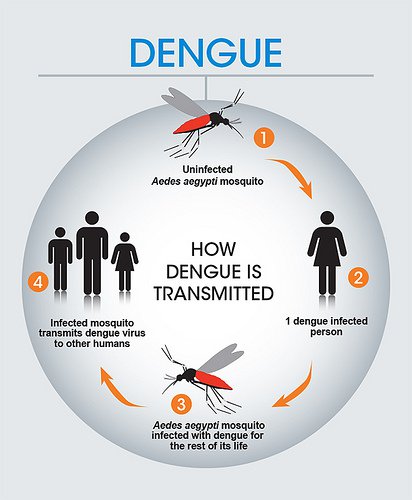 DENGUE
1
Uninfected
Aedes aegypti mosquito
2
1 dengue infected
person
3
Aedes aegypti mosquito
infected with dengue for
the rest of its life
4
Infected mosquito
transmits dengue virus
to other humans
HOW
DENGUE IS
TRANSMITTED